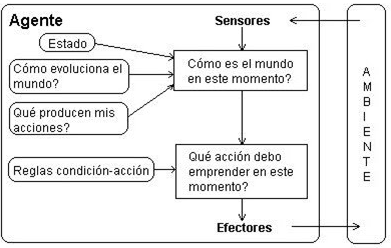 Agente
Sensores
Estado
Cómo evoluciona el
mundo?
Cómo es el mundo
en este momento?
Qué producen mis
acciones?
Reglas condición-acción
Qué acción debo
emprender en este
momento?
Efectores
AMBIENTE